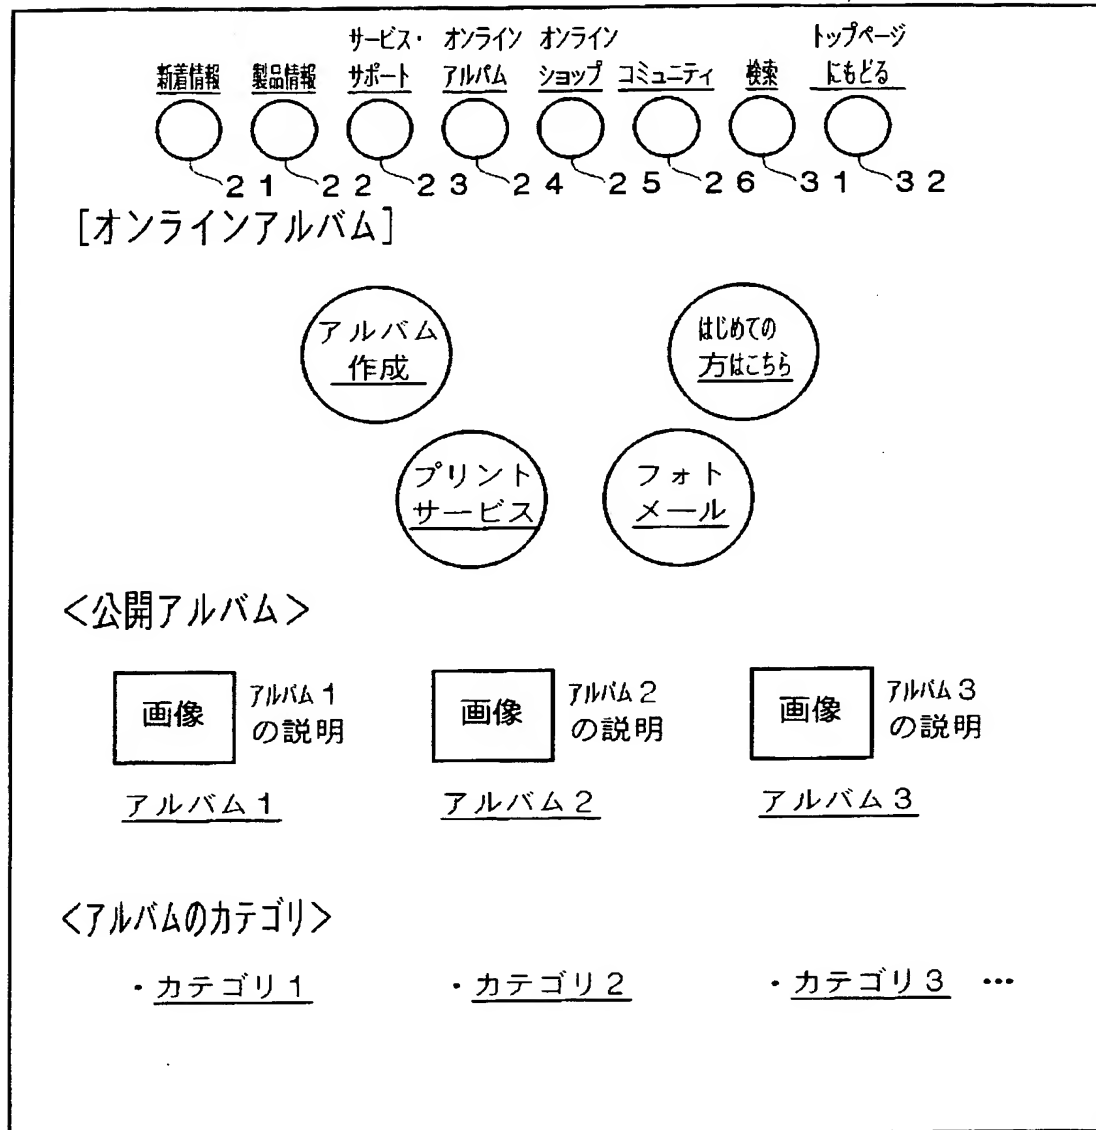 サービス・ オンライン オンライン トップページ
新着情報 製品情報 サポート アルバム ショップ コミュニティ 検索 にもどる
21 22 23 24 25 26 31 32
[オンラインアルバム]
アルバム はじめての
作成 方はこちら
プリント フォト
サービス メール
<公開アルバム>
画像 アルバム1 画像 アルバム2 画像 アルバム3
の説明 の説明 の説明
アルバム1 アルバム2 アルバム3
<アルバムのカテゴリ>
・カテゴリ1 ・カテゴリ2 ・カテゴリ3 …